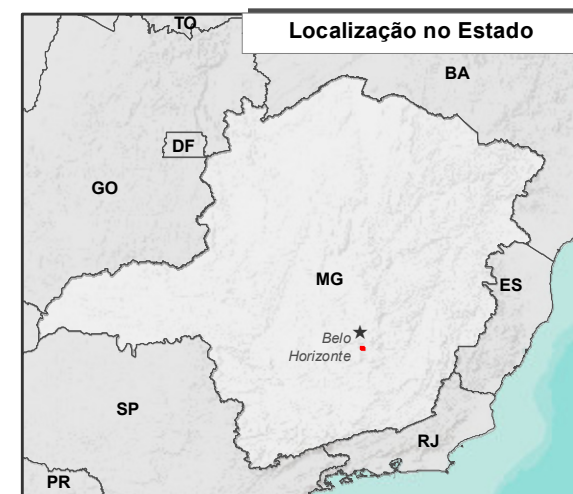 TO
Localização no Estado
BA
DF
GO
MG
ES
Belo
Horizonte
SP
RJ
PR